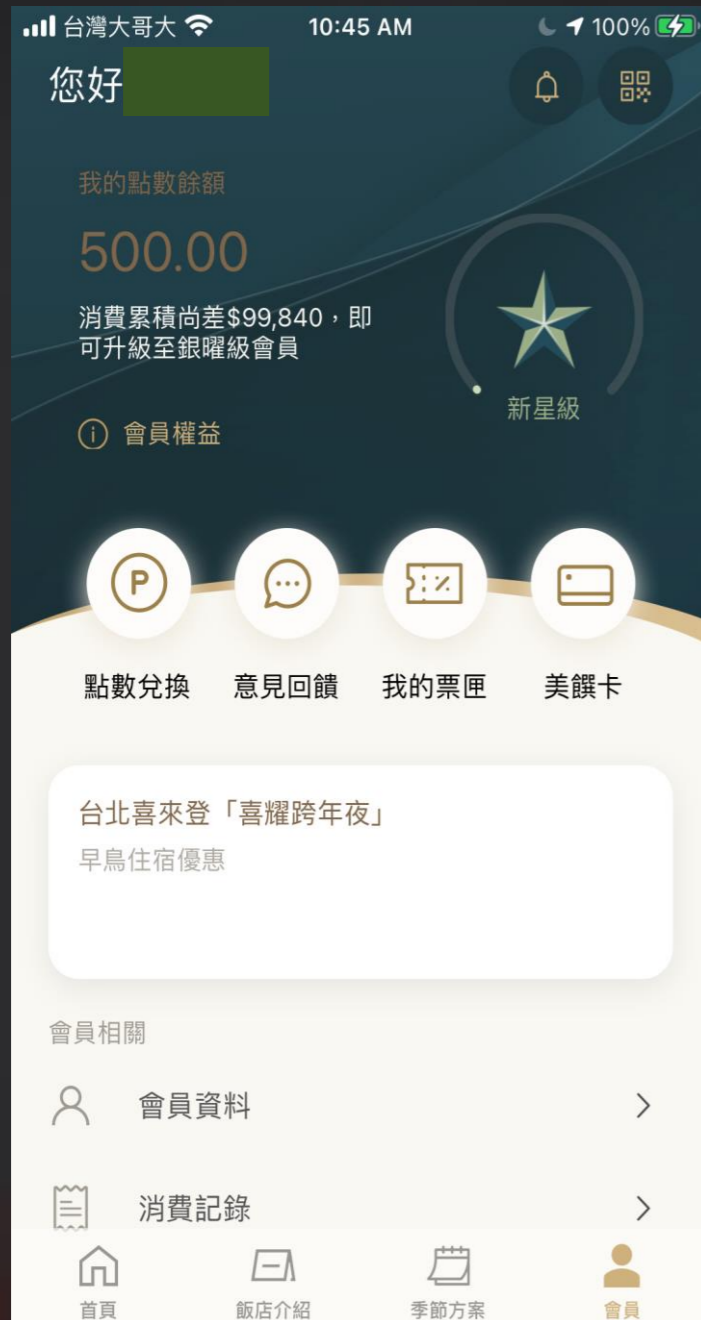 台灣大哥大 10:45 AM 100%
您好
我的點數餘額
500.00
消費累積尚差$99,840，即
可升級至銀曜級會員
新星級
會員權益
點數兌換 意見回饋 我的票匣 美饌卡
台北喜來登「喜耀跨年夜」
早鳥住宿優惠
會員相關
會員資料
消費記錄
首頁 飯店介紹 季節方案 會員